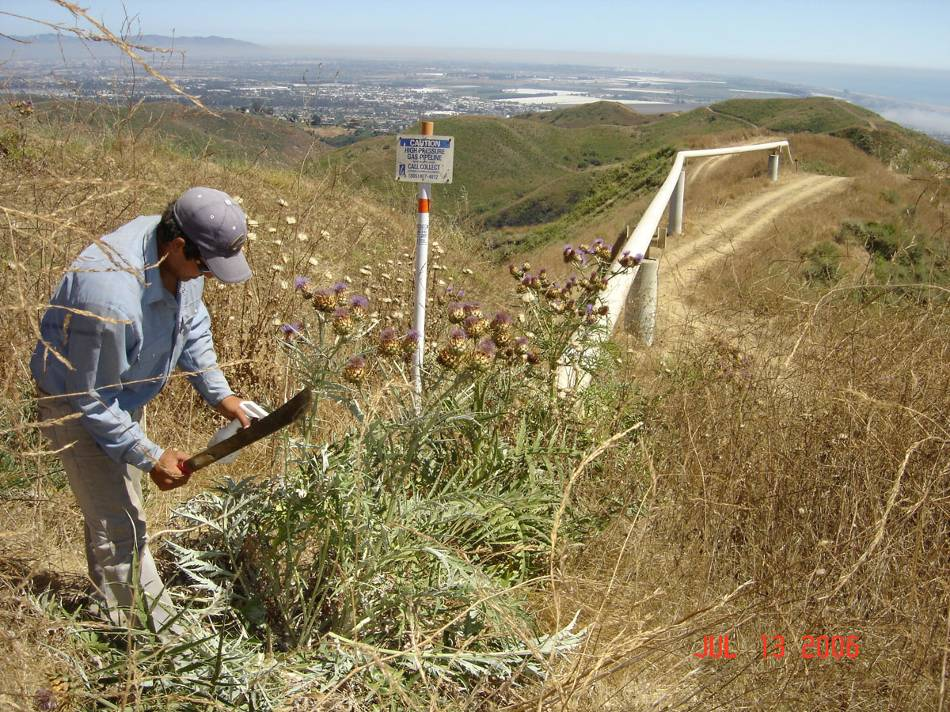 CAUTION
HIGH PRESSURE
GAS PIPELINE
CALL COLLECT
JUL 13 2006